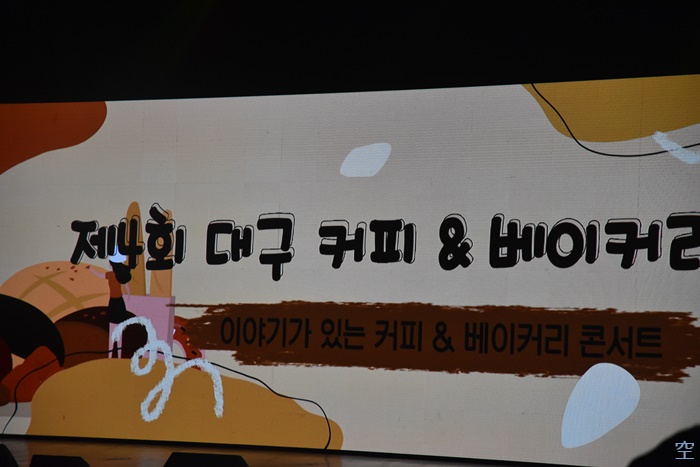 제4회 대구 커피 & 베이커리
이야기가 있는 커피 & 베이커리 콘서트
空